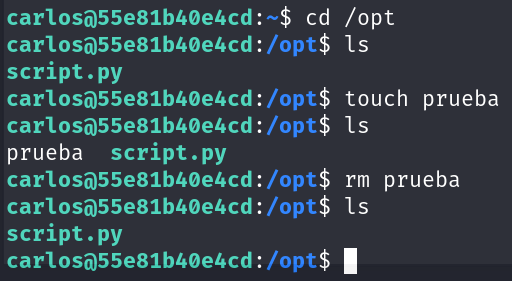 carlos@55e81b40e4cd:~$ cd /opt
carlos@55e81b40e4cd:/opt$ ls
script.py
carlos@55e81b40e4cd:/opt$ touch prueba
carlos@55e81b40e4cd:/opt$ ls
prueba  script.py
carlos@55e81b40e4cd:/opt$ rm prueba
carlos@55e81b40e4cd:/opt$ ls
script.py
carlos@55e81b40e4cd:/opt$